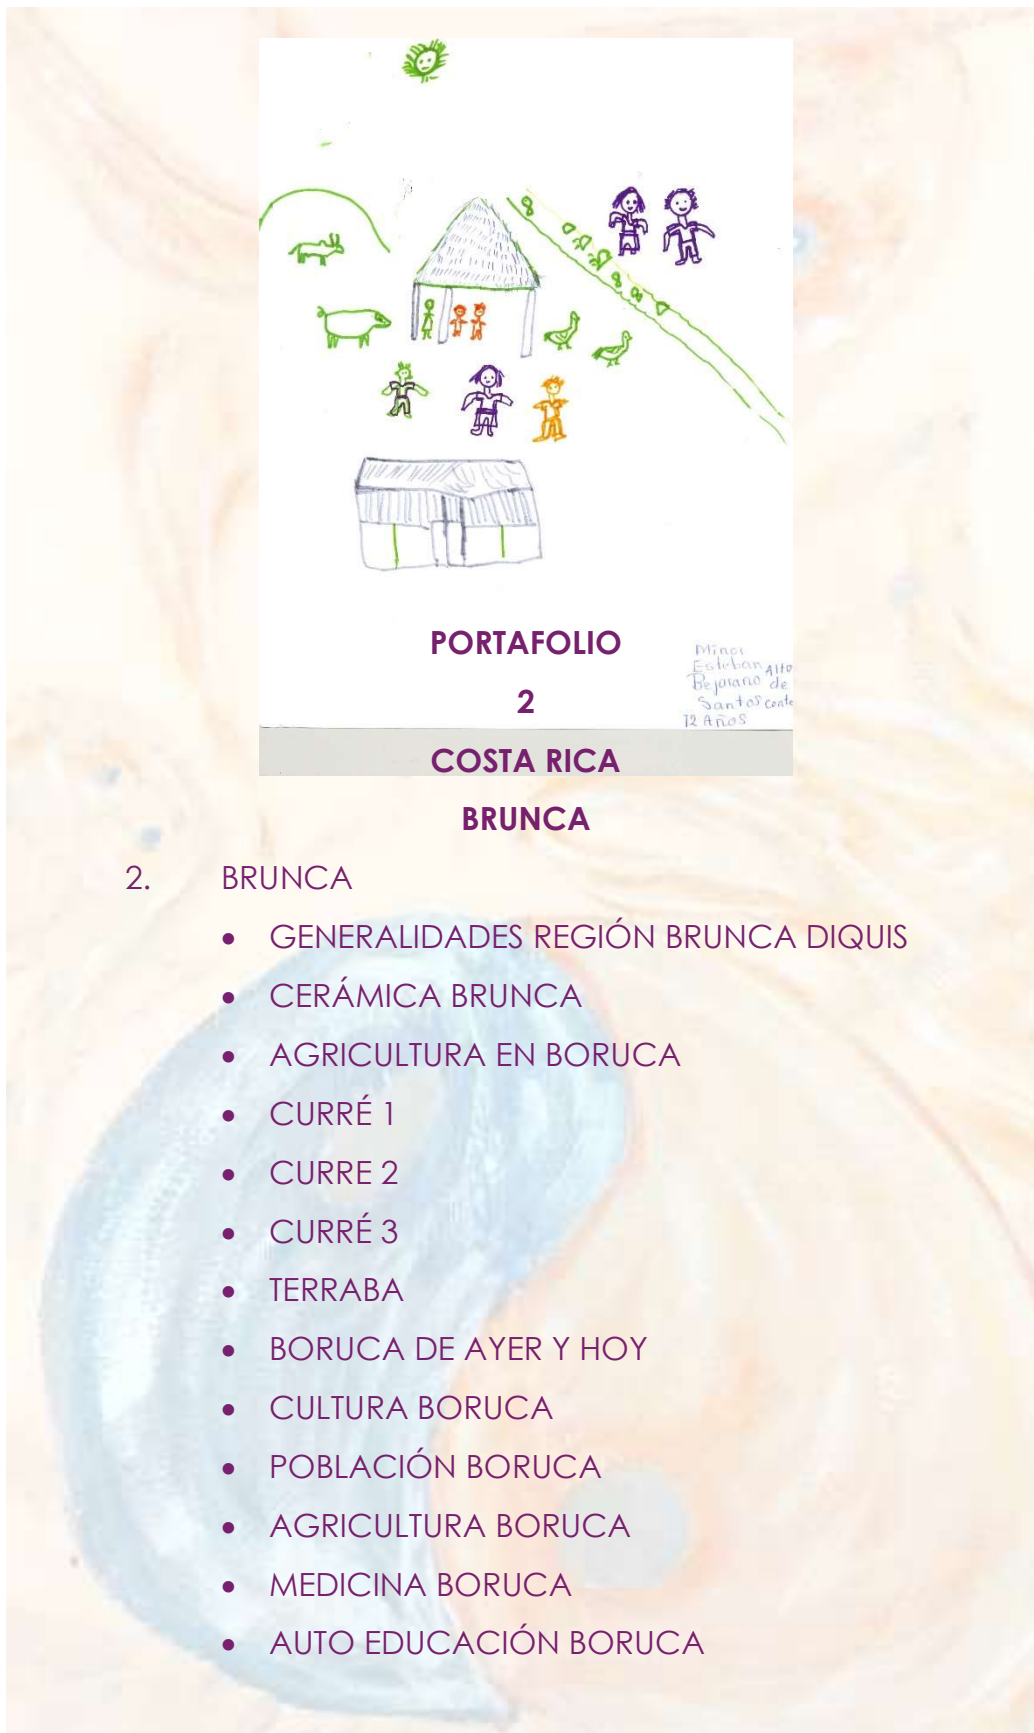 PORTAFOLIO
2
COSTA RICA
BRUNCA
Minor
Esteban Alto
Bejarano de
Santos
12 Años
2. BRUNCA
• GENERALIDADES REGIÓN BRUNCA DIQUIS
• CERÁMICA BRUNCA
• AGRICULTURA EN BORUCA
• CURRÉ 1
• CURRE 2
• CURRÉ 3
• TERRABA
• BORUCA DE AYER Y HOY
• CULTURA BORUCA
• POBLACIÓN BORUCA
• AGRICULTURA BORUCA
• MEDICINA BORUCA
• AUTO EDUCACIÓN BORUCA